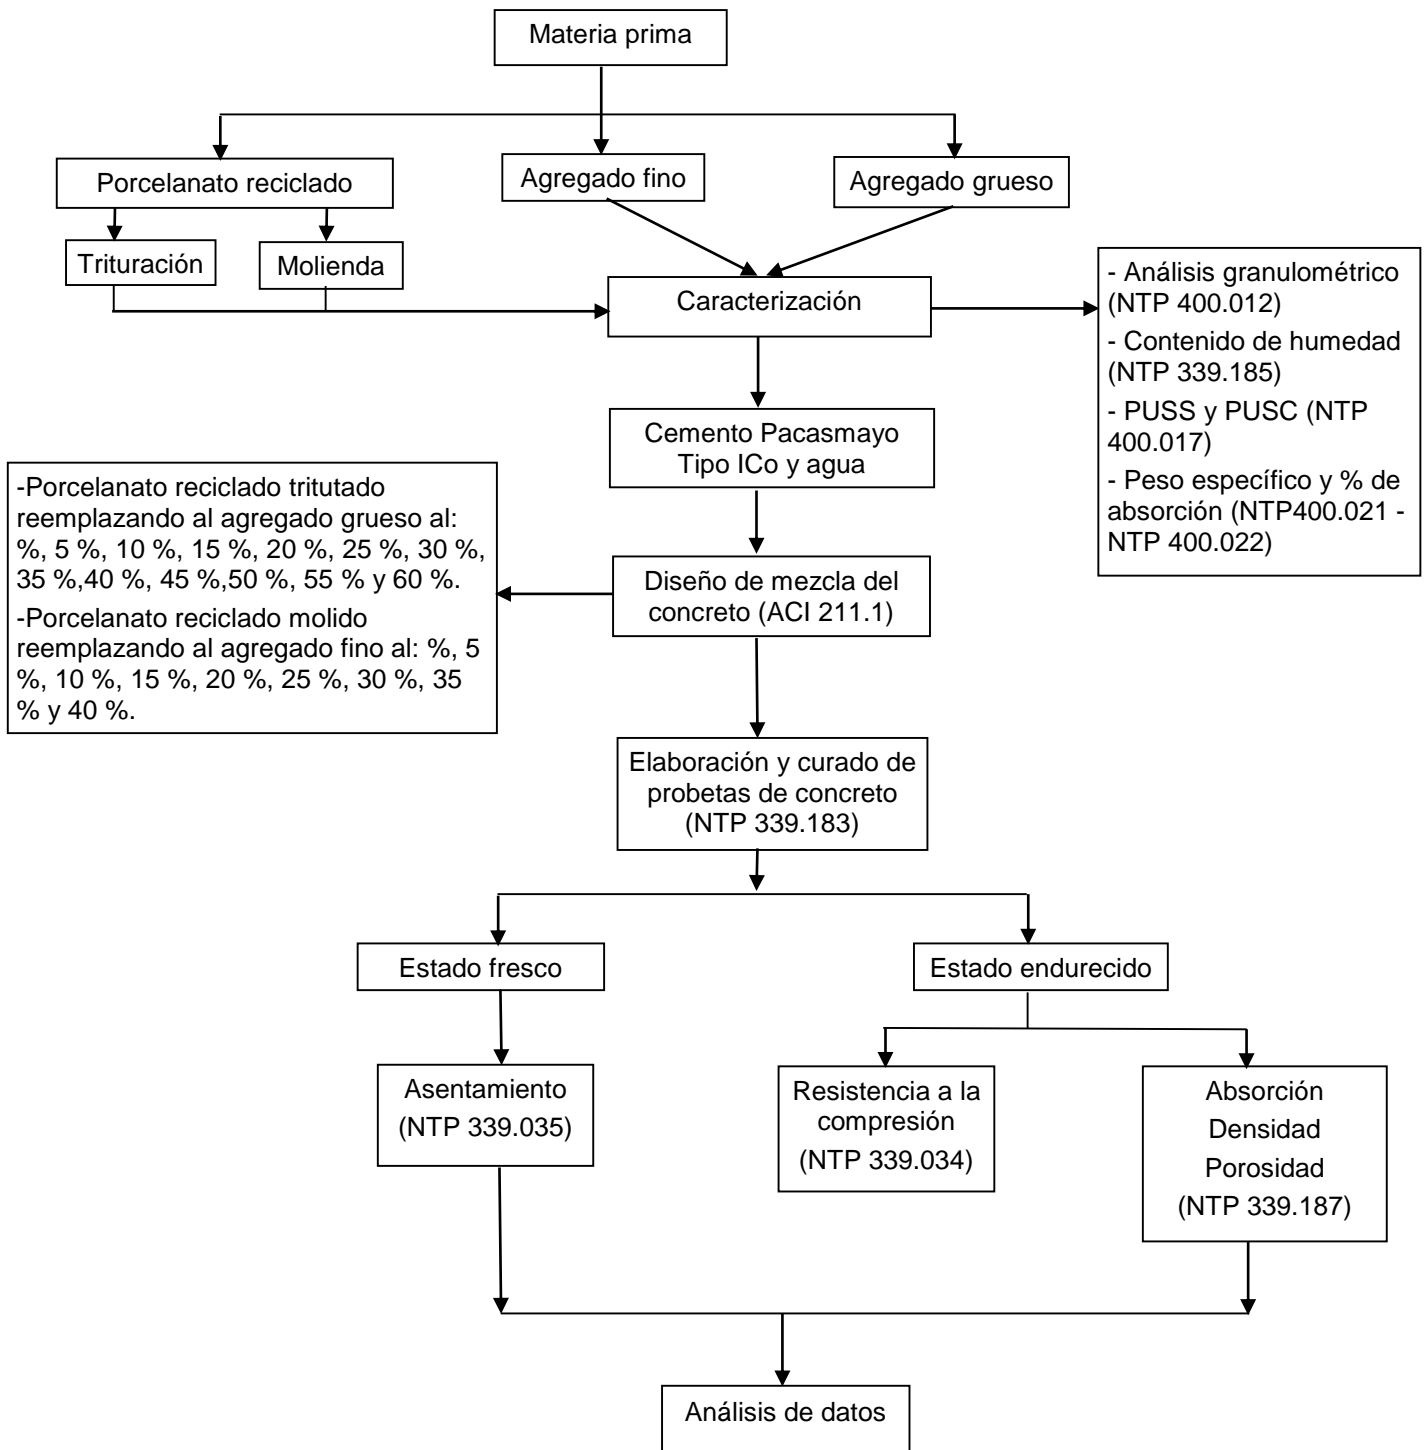 Materia prima
Porcelanato reciclado
Agregado fino
Agregado grueso
Trituración
Molienda
Caracterización
- Análisis granulométrico
(NTP 400.012)
- Contenido de humedad
(NTP 339.185)
- PUSS y PUSC (NTP
400.017)
- Peso específico y % de
absorción (NTP400.021 -
NTP 400.022)
Cemento Pacasmayo
Tipo ICo y agua
-Porcelanato reciclado tritutado
reemplazando al agregado grueso al:
%, 5 %, 10 %, 15 %, 20 %, 25 %, 30 %,
35 %,40 %, 45 %,50 %, 55 % y 60 %.
-Porcelanato reciclado molido
reemplazando al agregado fino al: %, 5
%, 10 %, 15 %, 20 %, 25 %, 30 %, 35
% y 40 %.
Diseño de mezcla del
concreto (ACI 211.1)
Elaboración y curado de
probetas de concreto
(NTP 339.183)
Estado fresco
Estado endurecido
Asentamiento
(NTP 339.035)
Resistencia a la
compresión
(NTP 339.034)
Absorción
Densidad
Porosidad
(NTP 339.187)
Análisis de datos